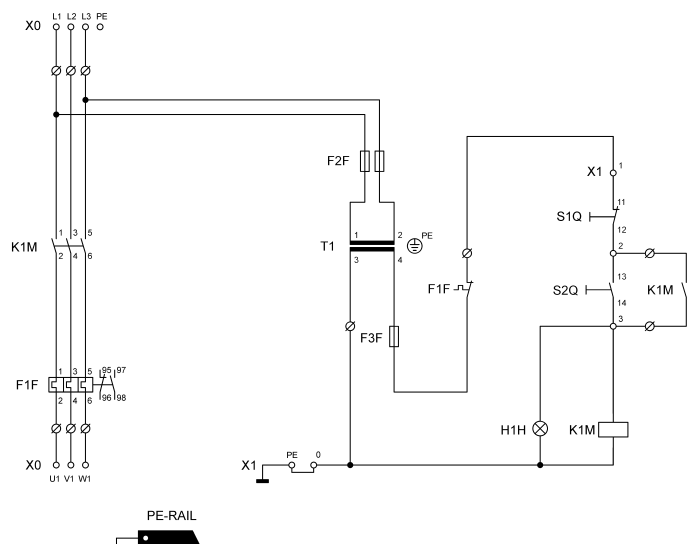 L1 L2 L3 PE
X0
F2F
X1 1
11
S1Q
12
1 3 5
K1M
2 4 6
1 2 PE
T1
3 4
2
13
F1F
S2Q
K1M
14
F3F
3
1 3 5 95 97
F1F
2 4 6 96 98
H1H
K1M
X0
U1 V1 W1
X1
PE 0
PE-RAIL